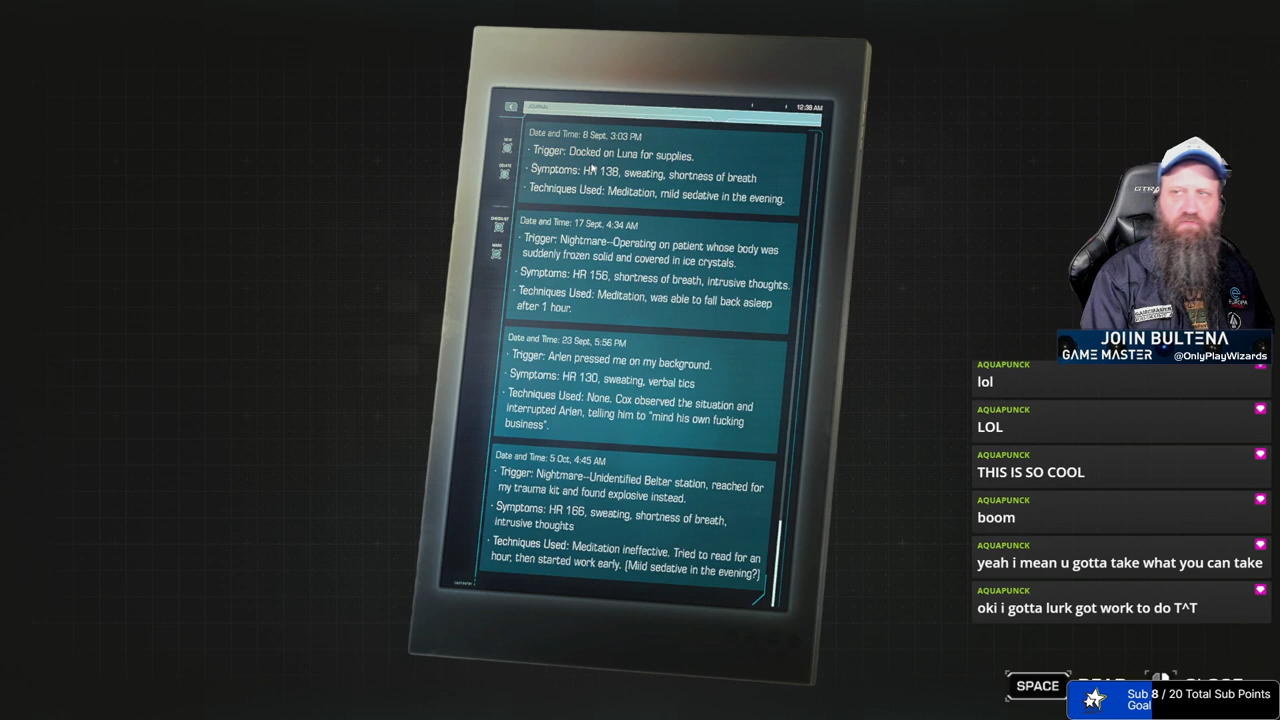 JOURNAL
12:38 AM
Date and Time: 8 Sept, 3:03 PM
· Trigger: Docked on Luna for supplies.
· Symptoms: HR 138, sweating, shortness of breath
· Techniques Used: Meditation, mild sedative in the evening.
Date and Time: 17 Sept, 4:34 AM
· Trigger: Nightmare--Operating on patient whose body was
suddenly frozen solid and covered in ice crystals.
· Symptoms: HR 156, shortness of breath, intrusive thoughts.
· Techniques Used: Meditation, was able to fall back asleep
after 1 hour.
Date and Time: 23 Sept, 5:56 PM
· Trigger: Arlen pressed me on my background.
· Symptoms: HR 130, sweating, verbal tics
· Techniques Used: None. Cox observed the situation and
interrupted Arlen, telling him to "mind his own fucking
business".
Date and Time: 5 Oct, 4:45 AM
· Trigger: Nightmare--Unidentified Belter station, reached for
my trauma kit and found explosive instead.
· Symptoms: HR 166, sweating, shortness of breath,
intrusive thoughts
· Techniques Used: Meditation ineffective. Tried to read for an
hour, then started work early. [Mild sedative in the evening?]
GTRA
EUROPA
JOHN BULTENA
GAME MASTER
@OnlyPlayWizards
AQUAPUNCK
lol
AQUAPUNCK
LOL
AQUAPUNCK
THIS IS SO COOL
AQUAPUNCK
boom
AQUAPUNCK
yeah i mean u gotta take what you can take
AQUAPUNCK
oki i gotta lurk got work to do T^T
SPACE
Sub
Goal
8 / 20 Total Sub Points